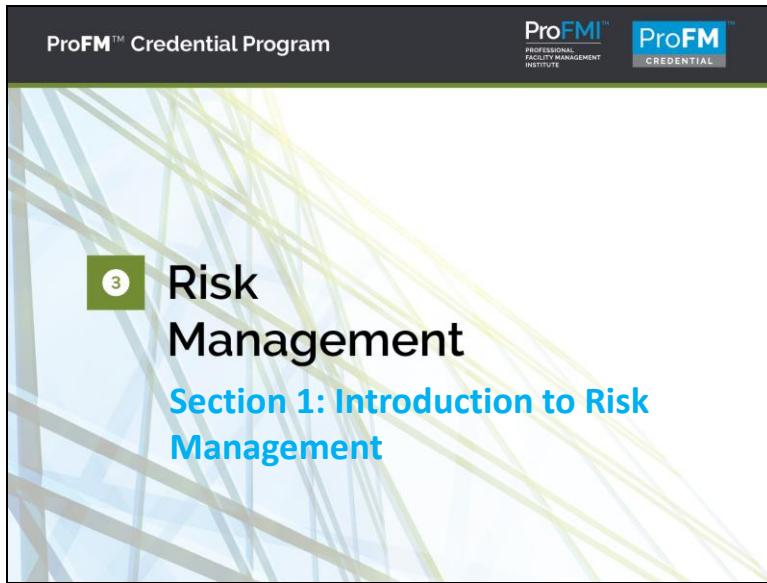 ProFM™ Credential Program
ProFMI™
PROFESSIONAL
FACILITY MANAGEMENT
INSTITUTE
ProFM™
CREDENTIAL
3
Risk
Management
Section 1: Introduction to Risk
Management